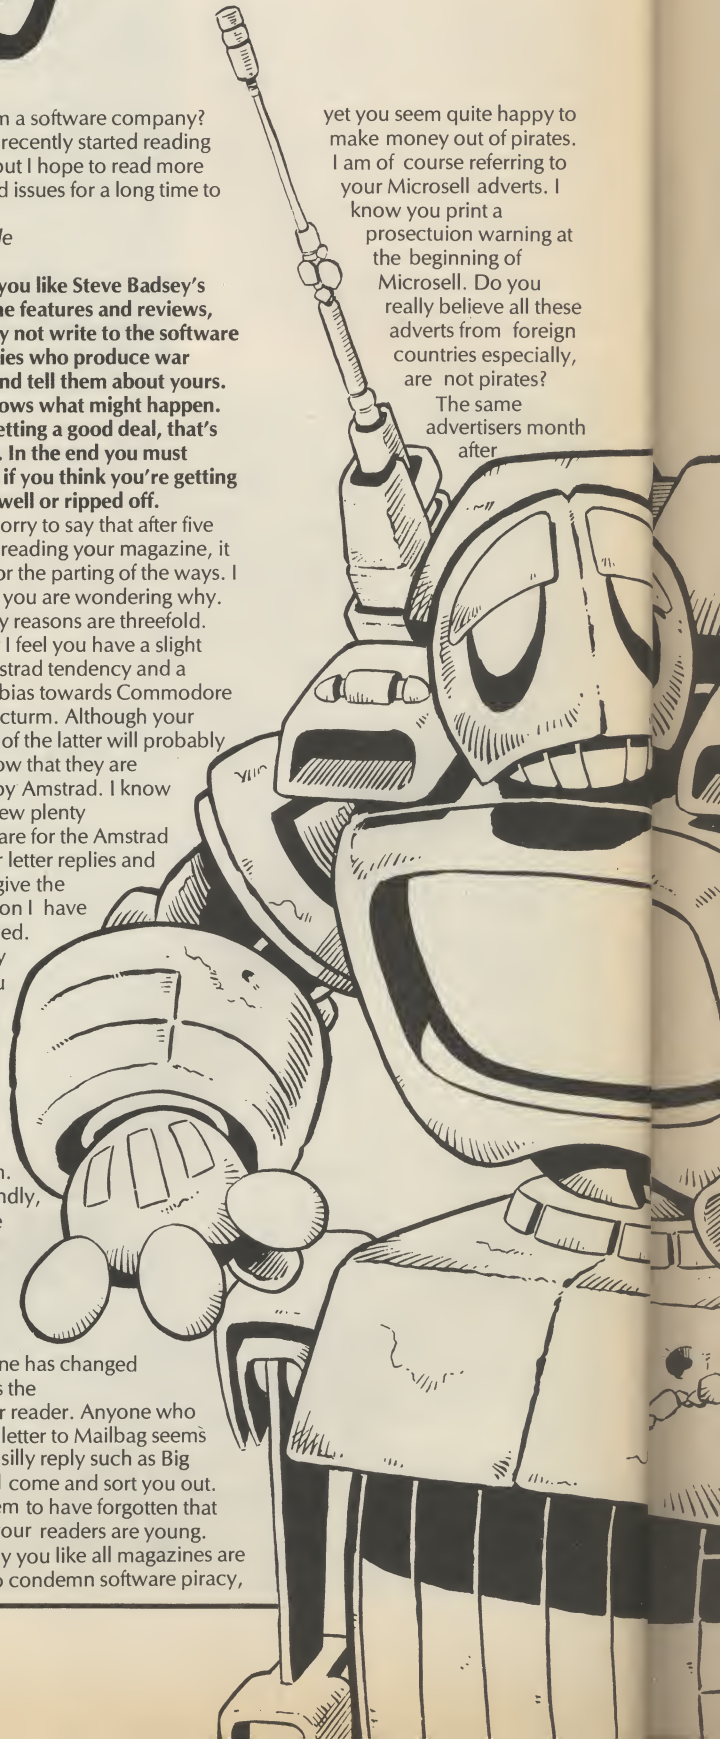 m a software company?
recently started reading
but I hope to read more
d issues for a long time to
le
you like Steve Badsey's
ne features and reviews,
y not write to the software
ies who produce war
nd tell them about yours.
ows what might happen.
etting a good deal, that's
. In the end you must
if you think you're getting
well or ripped off.
orry to say that after five
reading your magazine, it
or the parting of the ways. I
you are wondering why.
y reasons are threefold.
I feel you have a slight
strad tendency and a
bias towards Commodore
cturm. Although your
of the latter will probably
ow that they are
by Amstrad. I know
ew plenty
are for the Amstrad
r letter replies and
give the
on I have
ed.
y
u
n.
ndly,
e
ne has changed
s the
r reader. Anyone who
letter to Mailbag seems
silly reply such as Big
l come and sort you out.
em to have forgotten that
our readers are young.
y you like all magazines are
o condemn software piracy,
yet you seem quite happy to
make money out of pirates.
I am of course referring to
your Microsell adverts. I
know you print a
prosectuion warning at
the beginning of
Microsell. Do you
really believe all these
adverts from foreign
countries especially,
are not pirates?
The same
advertisers month
after